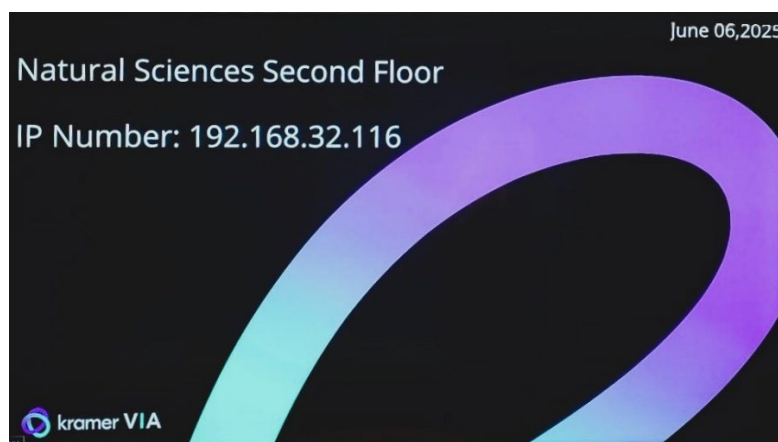 June 06,2025
Natural Sciences Second Floor
IP Number: 192.168.32.116
kramer VIA